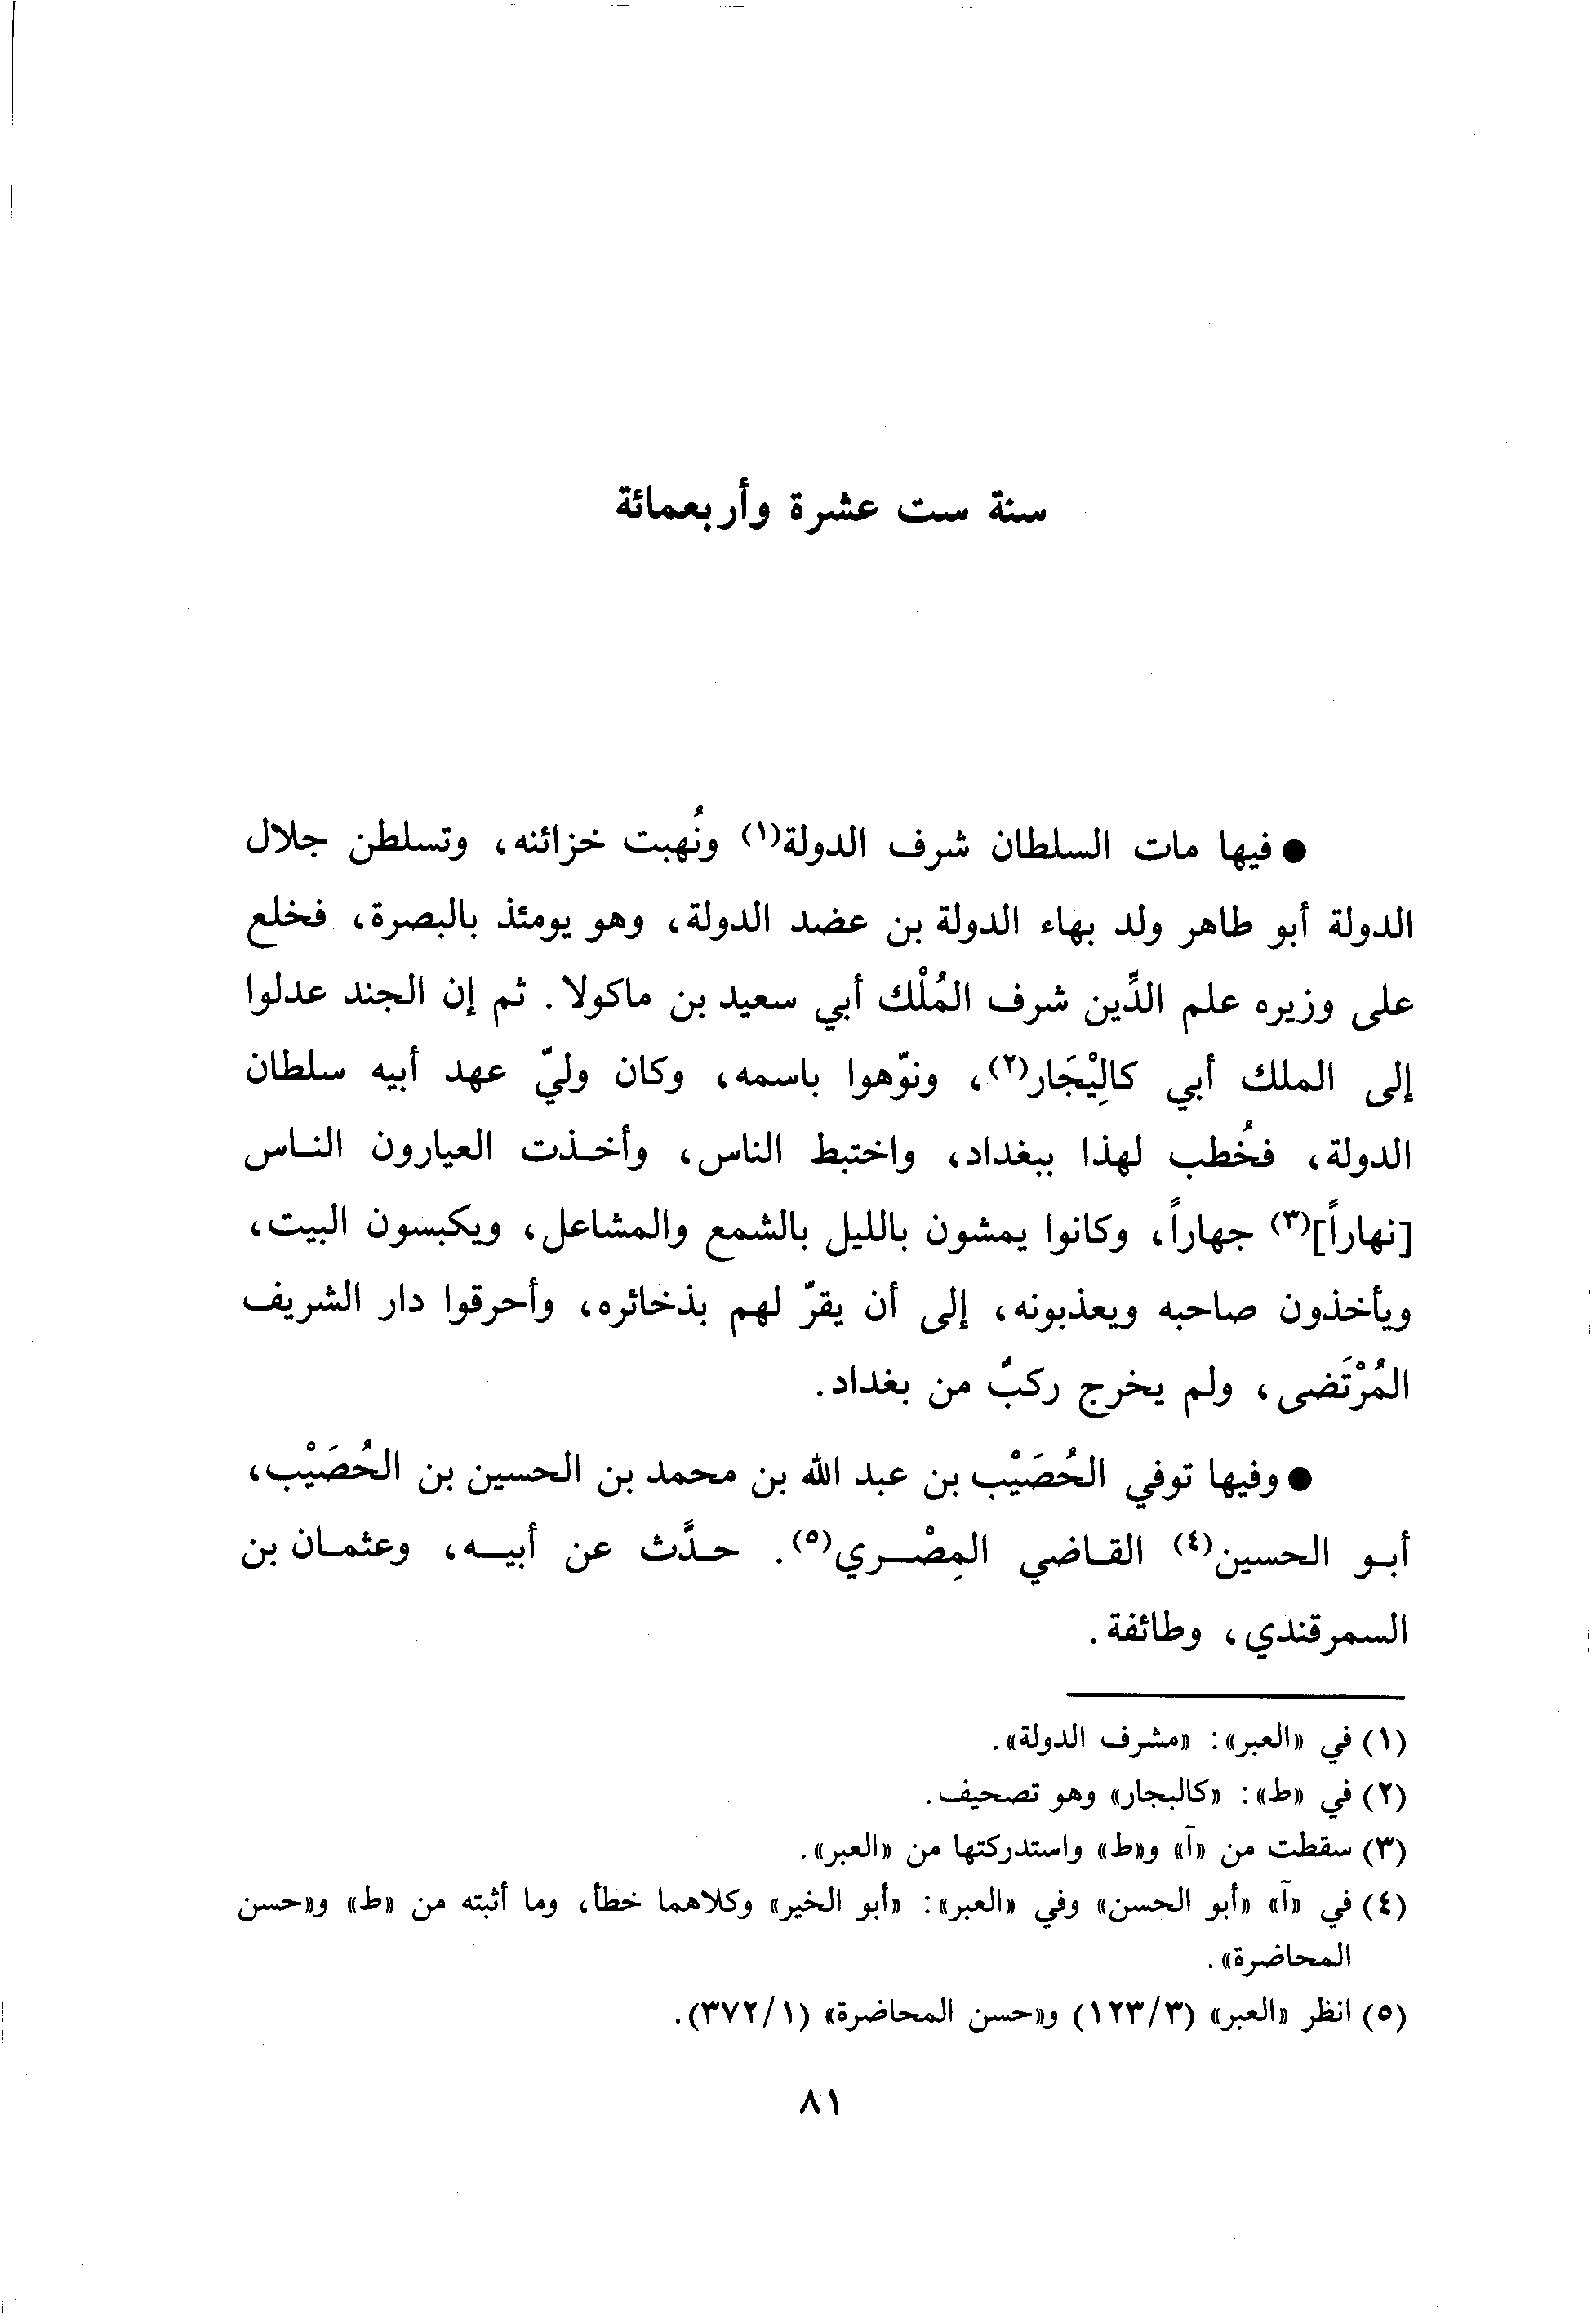 سنة ست عشرة وأربعمائة
● فيها مات السلطان شرف الدولة(١) ونُهبت خزائنه، وتسلطن جلال
الدولة أبو طاهر ولد بهاء الدولة بن عضد الدولة، وهو يومئذ بالبصرة، فخلع
على وزيره علم الدِّين شرف المُلْك أبي سعيد بن ماكولا. ثم إن الجند عدلوا
إلى الملك أبي كالِيْجَار(٢)، ونوّهوا باسمه، وكان وليّ عهد أبيه سلطان
الدولة، فخُطب لهذا ببغداد، واختبط الناس، وأخذت العيارون الناس
[نهاراً](٣) جهاراً، وكانوا يمشون بالليل بالشمع والمشاعل، ويكبسون البيت،
ويأخذون صاحبه ويعذبونه، إلى أن يقرّ لهم بذخائره، وأحرقوا دار الشريف
المُرْتَضى، ولم يخرج ركبٌ من بغداد.
● وفيها توفي الحُصَيْب بن عبد الله بن محمد بن الحسين بن الحُصَيْب،
أبو الحسين(٤) القاضي المِصْري(٥). حدَّث عن أبيه، وعثمان بن
السمرقندي، وطائفة.
(١) في «العبر»: «مشرف الدولة».
(٢) في «ط»: «كالبجار» وهو تصحيف.
(٣) سقطت من «آ» و«ط» واستدركتها من «العبر».
(٤) في «آ» «أبو الحسن» وفي «العبر»: «أبو الخير» وكلاهما خطأ، وما أثبته من «ط» و«حسن
المحاضرة».
(٥) انظر «العبر» (١٢٣/٣) و«حسن المحاضرة» (٣٧٢/١).
٨١